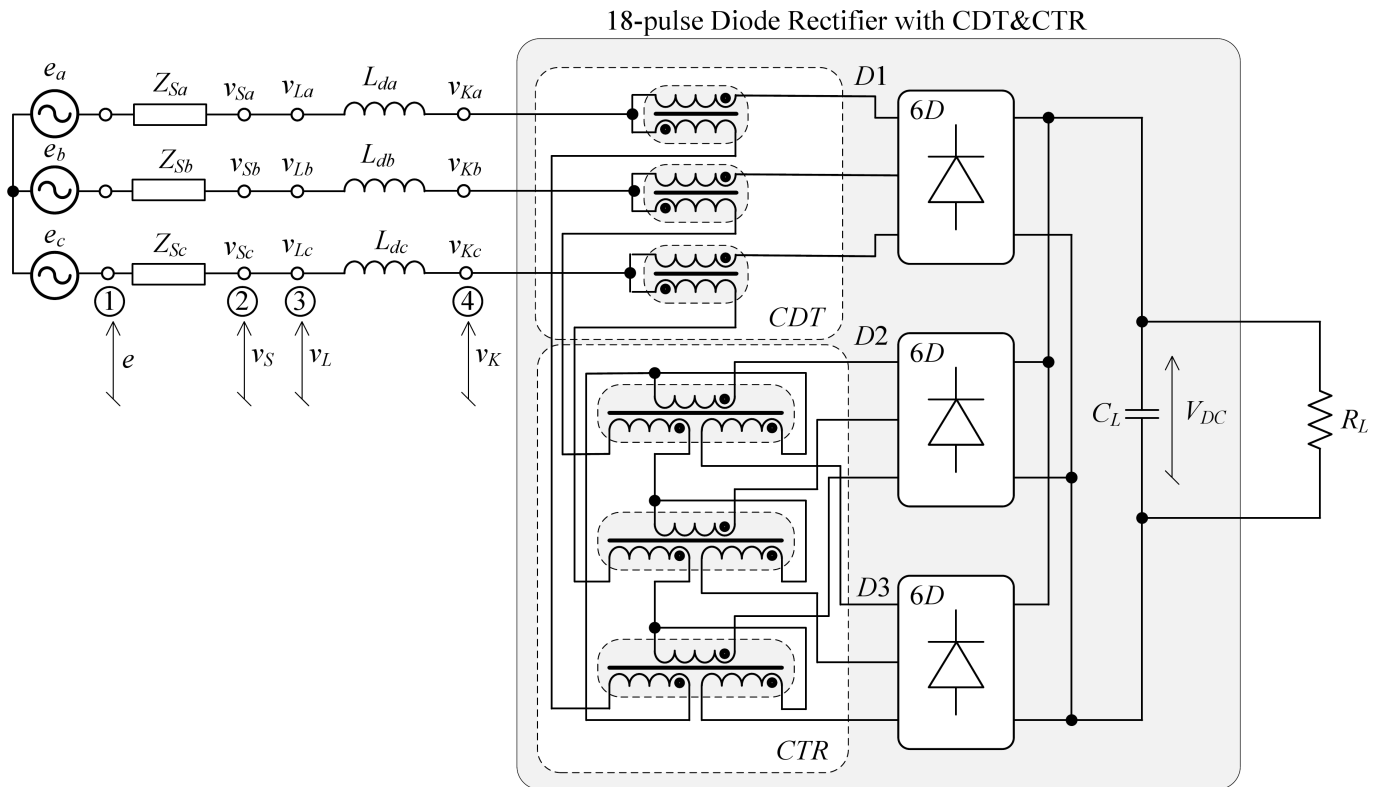 18-pulse Diode Rectifier with CDT&CTR
e_a Z_Sa v_Sa v_La L_da v_Ka D1 6D
e_b Z_Sb v_Sb v_Lb L_db v_Kb
e_c Z_Sc v_Sc v_Lc L_dc v_Kc
1 2 3 4
CDT
e v_S v_L v_K
D2 6D
C_L V_DC R_L
D3 6D
CTR